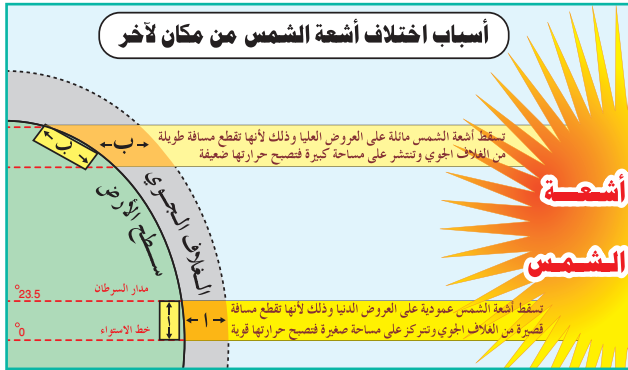 أسباب اختلاف أشعة الشمس من مكان لآخر
تسقط أشعة الشمس مائلة على العروض العليا وذلك لأنها تقطع مسافة طويلة
من الغلاف الجوي وتنتشر على مساحة كبيرة فتصبح حرارتها ضعيفة
ب
ب
أشعـــة
الشـمـس
الغلاف الجوي
سطح الأرض
مدار السرطان
23.5°
تسقط أشعة الشمس عمودية على العروض الدنيا وذلك لأنها تقطع مسافة
قصيرة من الغلاف الجوي وتتركز على مساحة صغيرة فتصبح حرارتها قوية
ا
خط الاستواء
0°